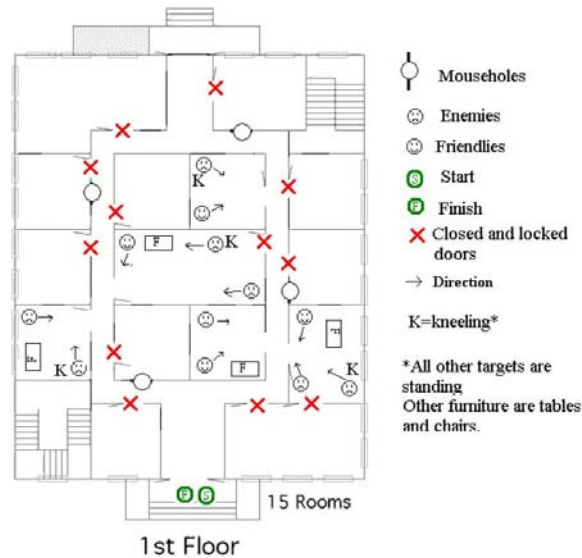 Mouseholes
Enemies
Friendlies
S
Start
F
Finish
Closed and locked
doors
Direction
K=kneeling*
*All other targets are
standing
Other furniture are tables
and chairs.
K
F
K
K
F
K
F
S
15 Rooms
1st Floor